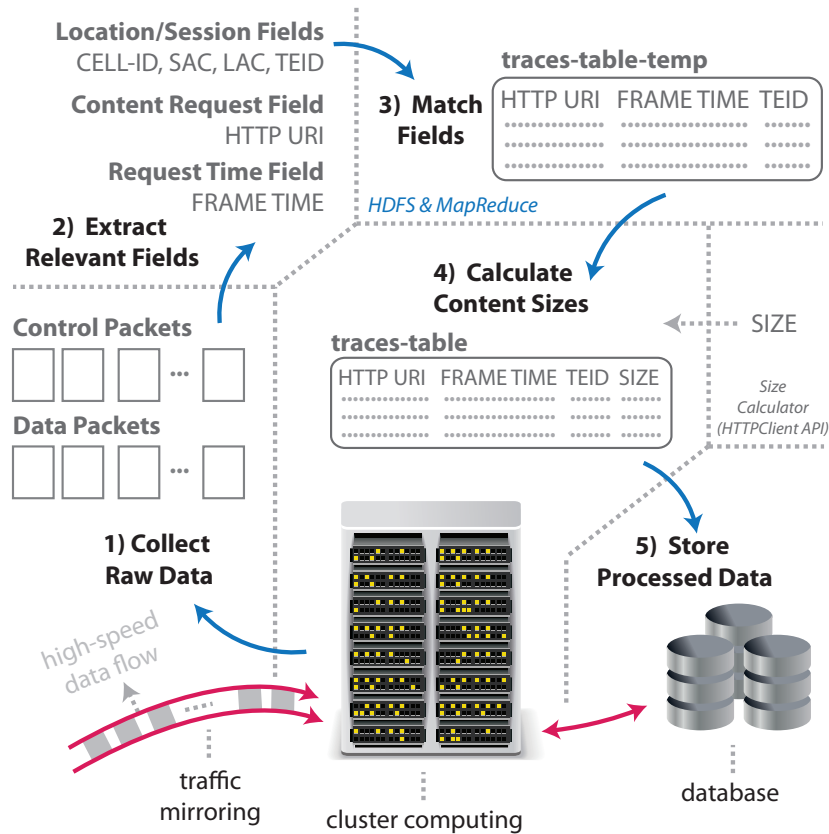 Location/Session Fields
CELL-ID, SAC, LAC, TEID
Content Request Field
HTTP URI
Request Time Field
FRAME TIME
2) Extract
Relevant Fields
3) Match
Fields
traces-table-temp
HTTP URI FRAME TIME TEID
HDFS & MapReduce
4) Calculate
Content Sizes
SIZE
Size
Calculator
(HTTPClient API)
traces-table
HTTP URI FRAME TIME TEID SIZE
Control Packets
...
Data Packets
...
1) Collect
Raw Data
high-speed
data flow
traffic
mirroring
cluster computing
5) Store
Processed Data
database